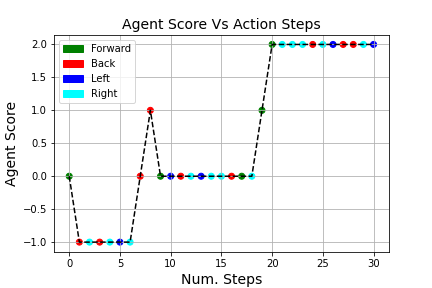 Agent Score Vs Action Steps
Agent Score
2.0
1.5
1.0
0.5
0.0
−0.5
−1.0
Forward
Back
Left
Right
0 5 10 15 20 25 30
Num. Steps